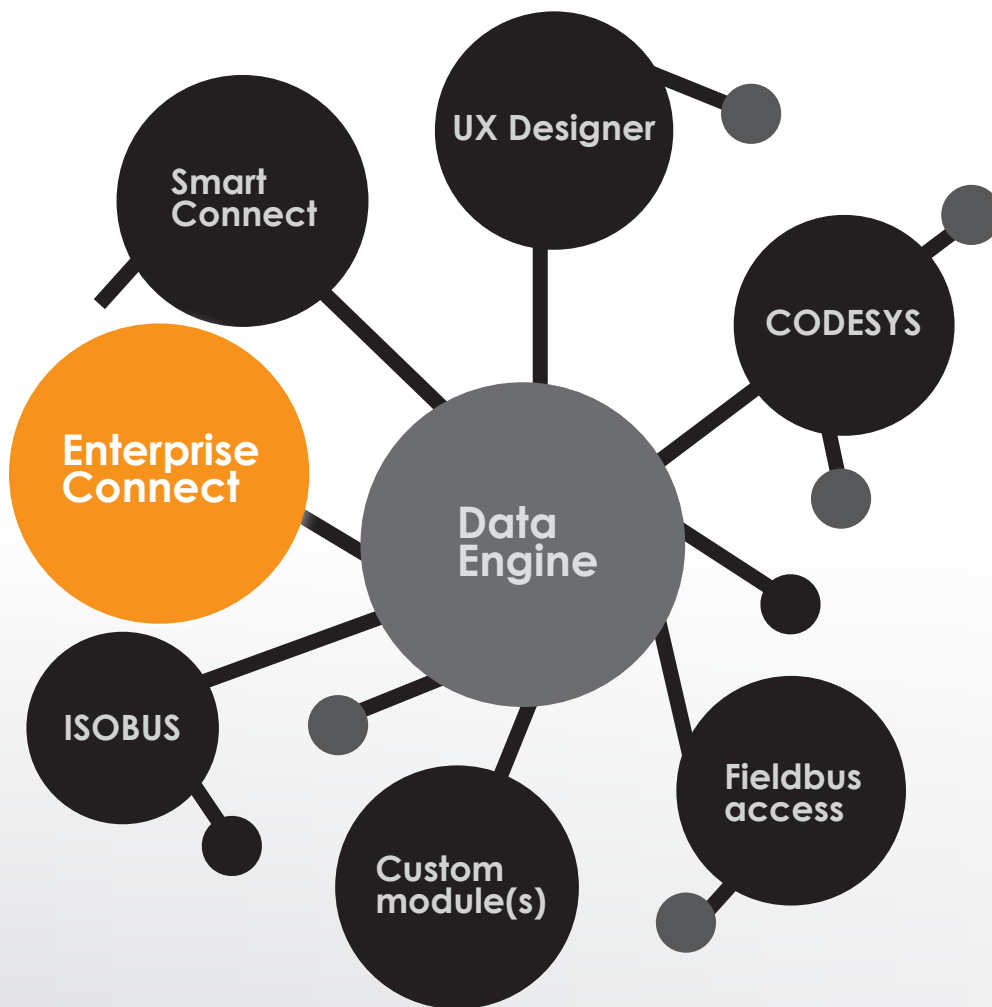 UX Designer
Smart
Connect
CODESYS
Enterprise
Connect
Data
Engine
ISOBUS
Fieldbus
access
Custom
module(s)